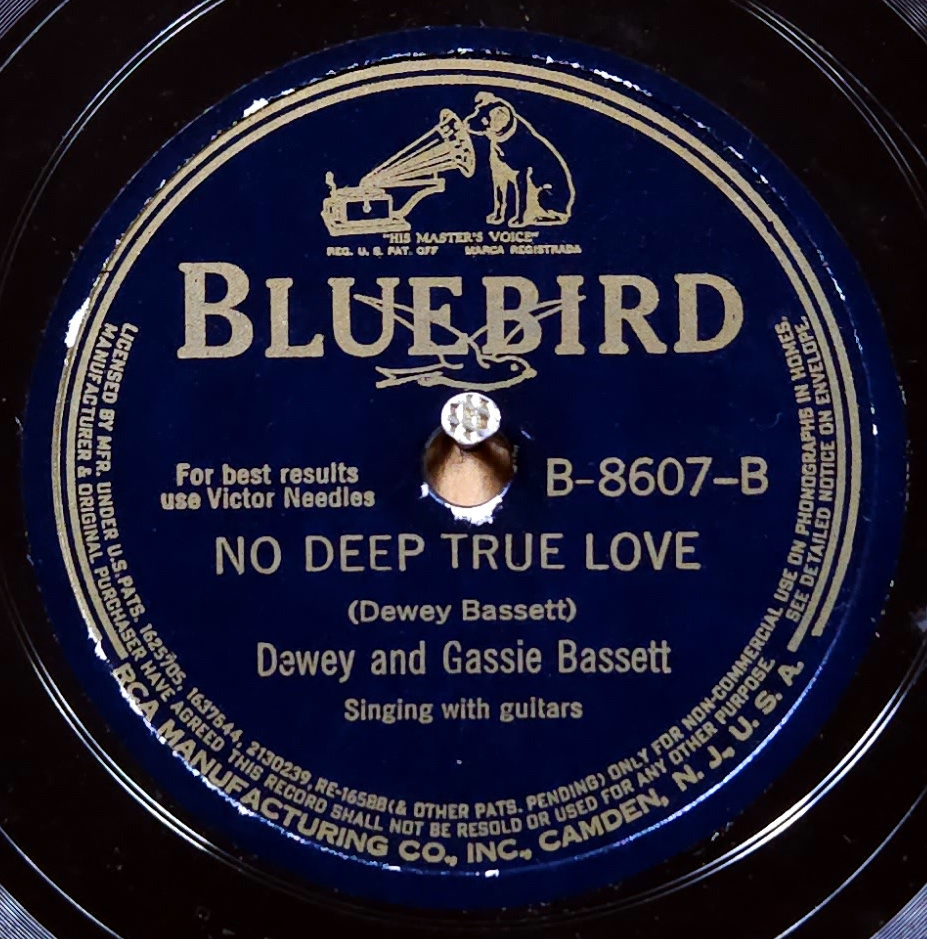 "HIS MASTER'S VOICE"
REG. U. S. PAT. OFF MARCA REGISTRADA
BLUEBIRD
For best results
use Victor Needles
B-8607-B
NO DEEP TRUE LOVE
(Dewey Bassett)
Dewey and Gassie Bassett
Singing with guitars
LICENSED BY MFR. UNDER U.S. PATS. 1625705, 1637544, 2130239, RE-16588 (& OTHER PATS. PENDING) ONLY FOR NON-COMMERCIAL USE ON PHONOGRAPHS IN HOMES.
MANUFACTURER & ORIGINAL PURCHASER HAVE AGREED THIS RECORD SHALL NOT BE RESOLD OR USED FOR ANY OTHER PURPOSE. SEE DETAILED NOTICE ON ENVELOPE.
RCA MANUFACTURING CO., INC., CAMDEN, N. J., U. S. A.